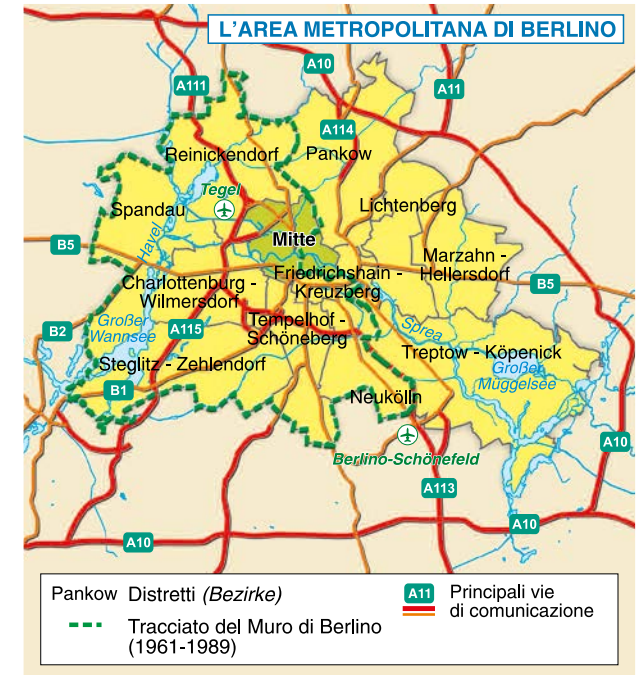 L'AREA METROPOLITANA DI BERLINO
A10
A11
A111
A114
Reinickendorf
Pankow
Tegel
Lichtenberg
Spandau
Havel
Mitte
B5
Marzahn -
Hellersdorf
Friedrichshain -
Kreuzberg
Charlottenburg -
Wilmersdorf
B5
Großer
Wannsee
B2
A115
Tempelhof -
Schöneberg
Sprea
Treptow - Köpenick
Steglitz - Zehlendorf
Großer
Müggelsee
B1
Neukölln
Berlino-Schönefeld
A10
A113
A10
A10
Pankow Distretti (Bezirke)
Tracciato del Muro di Berlino
(1961-1989)
A11 Principali vie
di comunicazione